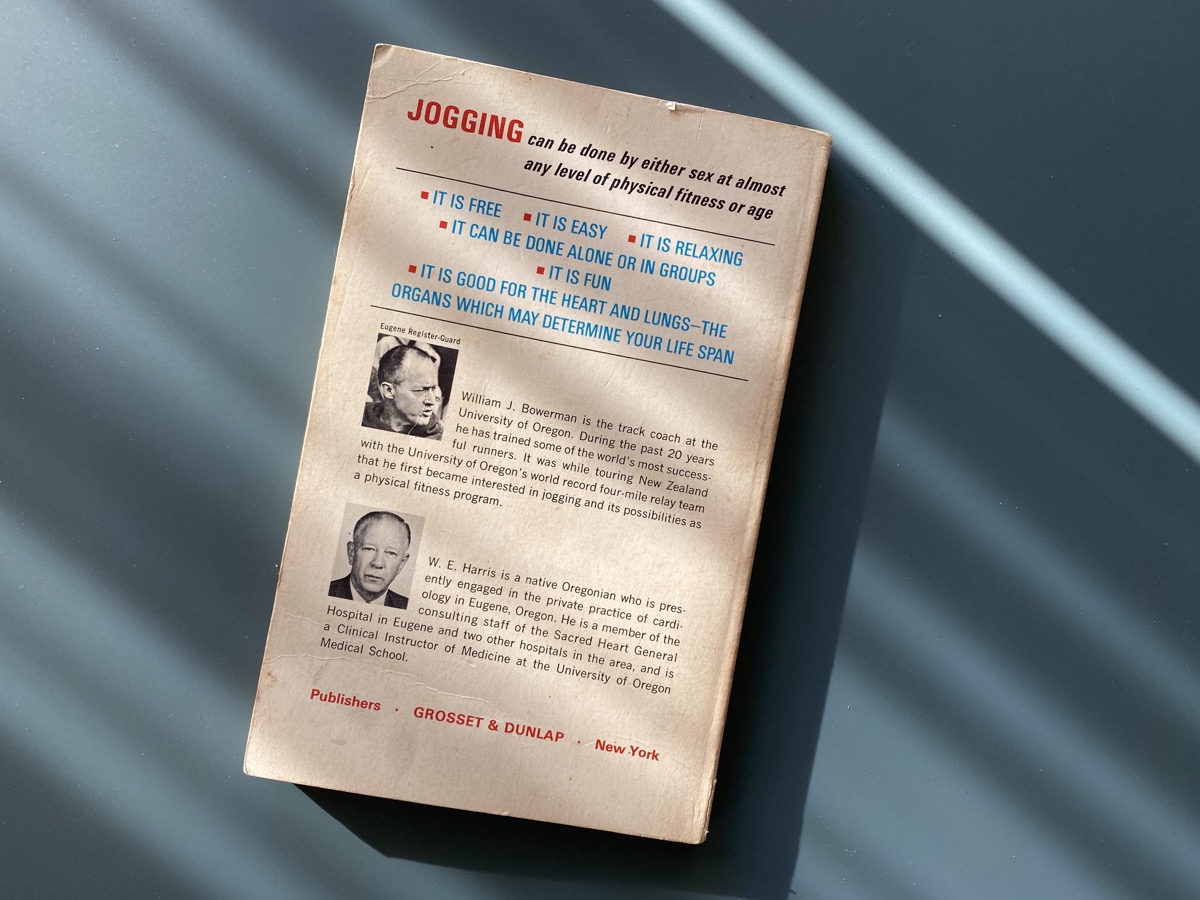 JOGGING can be done by either sex at almost
any level of physical fitness or age
▪ IT IS FREE ▪ IT IS EASY ▪ IT IS RELAXING
▪ IT CAN BE DONE ALONE OR IN GROUPS
▪ IT IS FUN
▪ IT IS GOOD FOR THE HEART AND LUNGS—THE
ORGANS WHICH MAY DETERMINE YOUR LIFE SPAN
Eugene Register-Guard
William J. Bowerman is the track coach at the
University of Oregon. During the past 20 years
he has trained some of the world's most success-
ful runners. It was while touring New Zealand
with the University of Oregon's world record four-mile relay team
that he first became interested in jogging and its possibilities as
a physical fitness program.
W. E. Harris is a native Oregonian who is pres-
ently engaged in the private practice of cardi-
ology in Eugene, Oregon. He is a member of the
consulting staff of the Sacred Heart General
Hospital in Eugene and two other hospitals in the area, and is
a Clinical Instructor of Medicine at the University of Oregon
Medical School.
Publishers · GROSSET & DUNLAP · New York